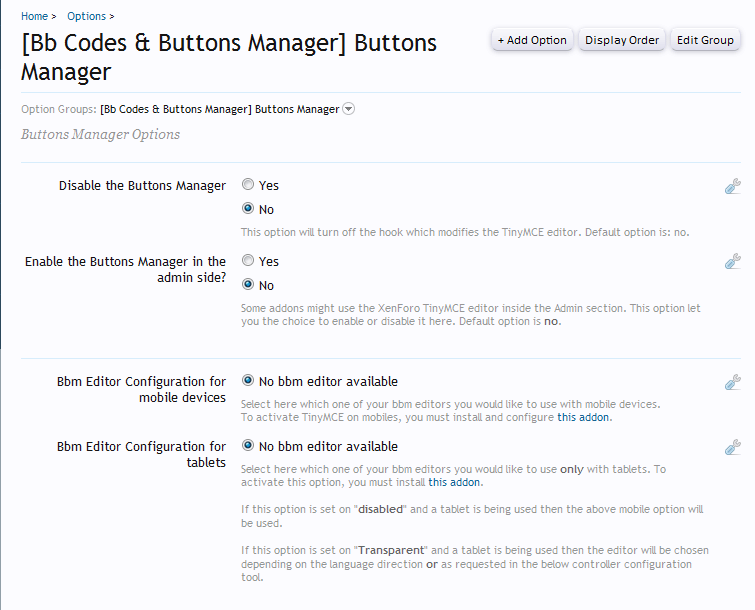 Home > Options >
[Bb Codes & Buttons Manager] Buttons
Manager
+ Add Option
Display Order
Edit Group
Option Groups: [Bb Codes & Buttons Manager] Buttons Manager
Buttons Manager Options
Disable the Buttons Manager
Yes
No
This option will turn off the hook which modifies the TinyMCE editor. Default option is: no.
Enable the Buttons Manager in the
admin side?
Yes
No
Some addons might use the XenForo TinyMCE editor inside the Admin section. This option let
you the choice to enable or disable it here. Default option is no.
Bbm Editor Configuration for
mobile devices
No bbm editor available
Select here which one of your bbm editors you would like to use with mobile devices.
To activate TinyMCE on mobiles, you must install and configure this addon.
Bbm Editor Configuration for
tablets
No bbm editor available
Select here which one of your bbm editors you would like to use only with tablets. To
activate this option, you must install this addon.
If this option is set on "disabled" and a tablet is being used then the above mobile option will
be used.
If this option is set on "Transparent" and a tablet is being used then the editor will be chosen
depending on the language direction or as requested in the below controller configuration
tool.